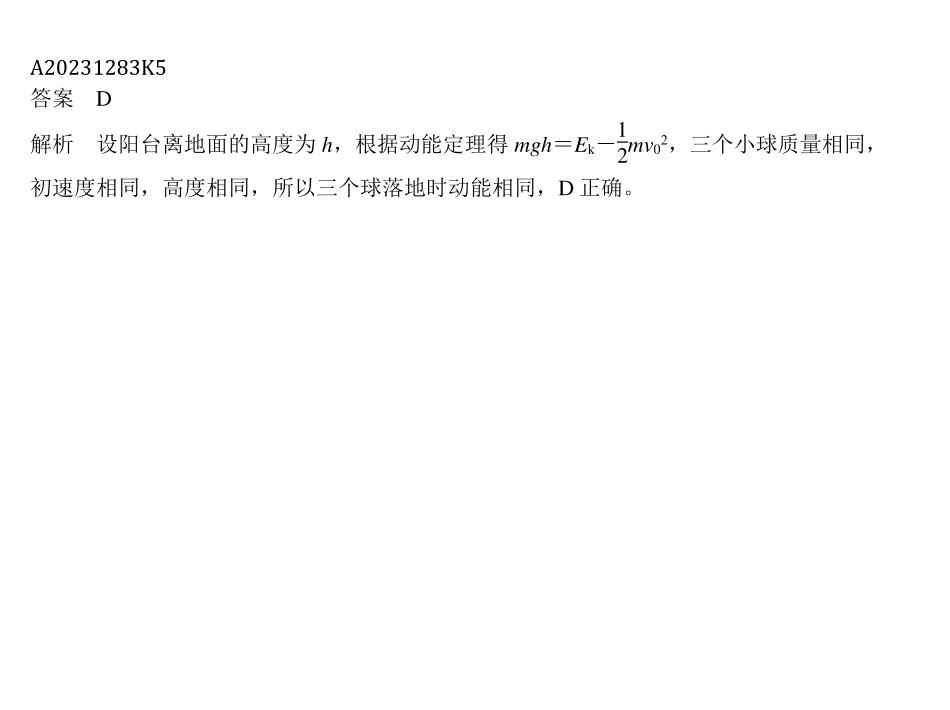 A20231283K5
答案　D
解析　设阳台离地面的高度为 h，根据动能定理得 mgh＝Eₖ－\frac{1}{2}mv₀²，三个小球质量相同，
初速度相同，高度相同，所以三个球落地时动能相同，D 正确。